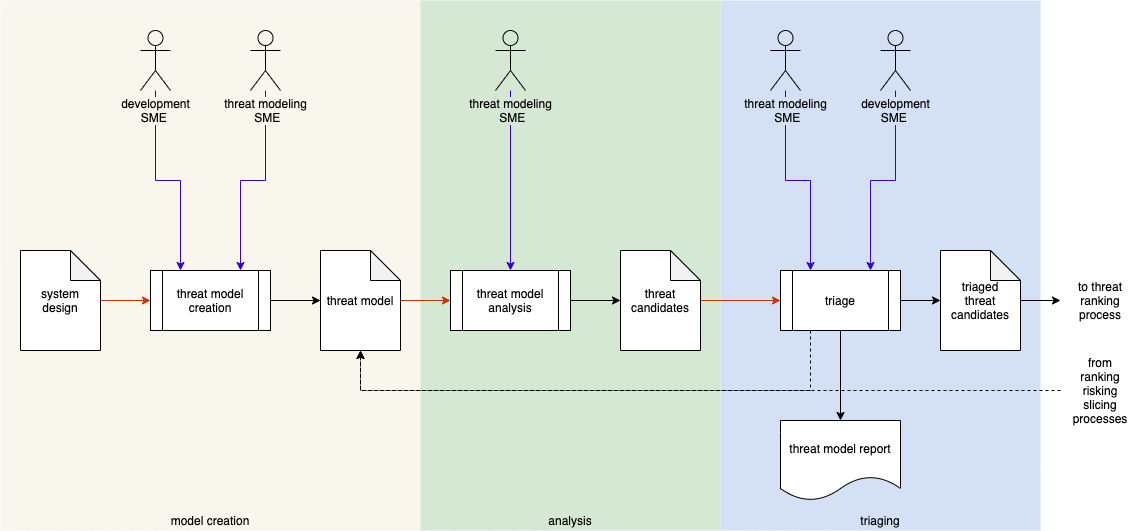 development
SME
threat modeling
SME
threat modeling
SME
threat modeling
SME
development
SME
system
design
threat model
creation
threat model
threat model
analysis
threat
candidates
triage
triaged
threat
candidates
to threat
ranking
process
from
ranking
risking
slicing
processes
threat model report
model creation
analysis
triaging